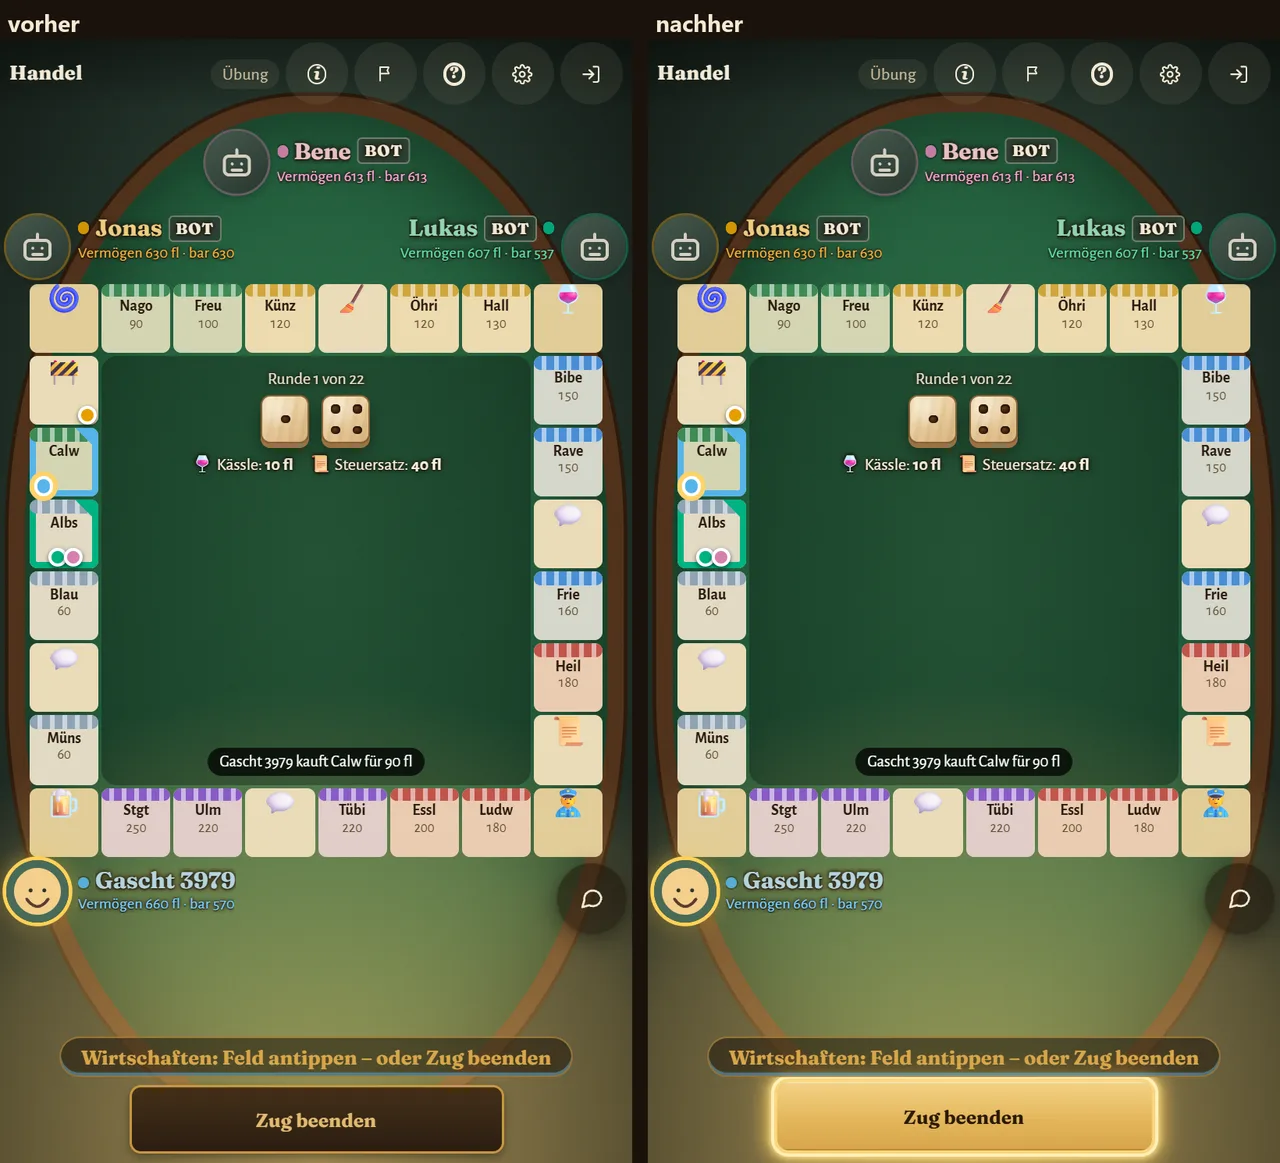 vorher
Handel
Übung
Bene BOT
Vermögen 613 fl · bar 613
Jonas BOT
Vermögen 630 fl · bar 630
Lukas BOT
Vermögen 607 fl · bar 537
Nago
90
Freu
100
Künz
120
Öhri
120
Hall
130
Bibe
150
Runde 1 von 22
Calw
Rave
150
Kässle: 10 fl
Steuersatz: 40 fl
Albs
Blau
60
Frie
160
Heil
180
Müns
60
Gascht 3979 kauft Calw für 90 fl
Stgt
250
Ulm
220
Tübi
220
Essl
200
Ludw
180
Gascht 3979
Vermögen 660 fl · bar 570
Wirtschaften: Feld antippen – oder Zug beenden
Zug beenden
nachher
Handel
Übung
Bene BOT
Vermögen 613 fl · bar 613
Jonas BOT
Vermögen 630 fl · bar 630
Lukas BOT
Vermögen 607 fl · bar 537
Nago
90
Freu
100
Künz
120
Öhri
120
Hall
130
Bibe
150
Runde 1 von 22
Calw
Rave
150
Kässle: 10 fl
Steuersatz: 40 fl
Albs
Blau
60
Frie
160
Heil
180
Müns
60
Gascht 3979 kauft Calw für 90 fl
Stgt
250
Ulm
220
Tübi
220
Essl
200
Ludw
180
Gascht 3979
Vermögen 660 fl · bar 570
Wirtschaften: Feld antippen – oder Zug beenden
Zug beenden